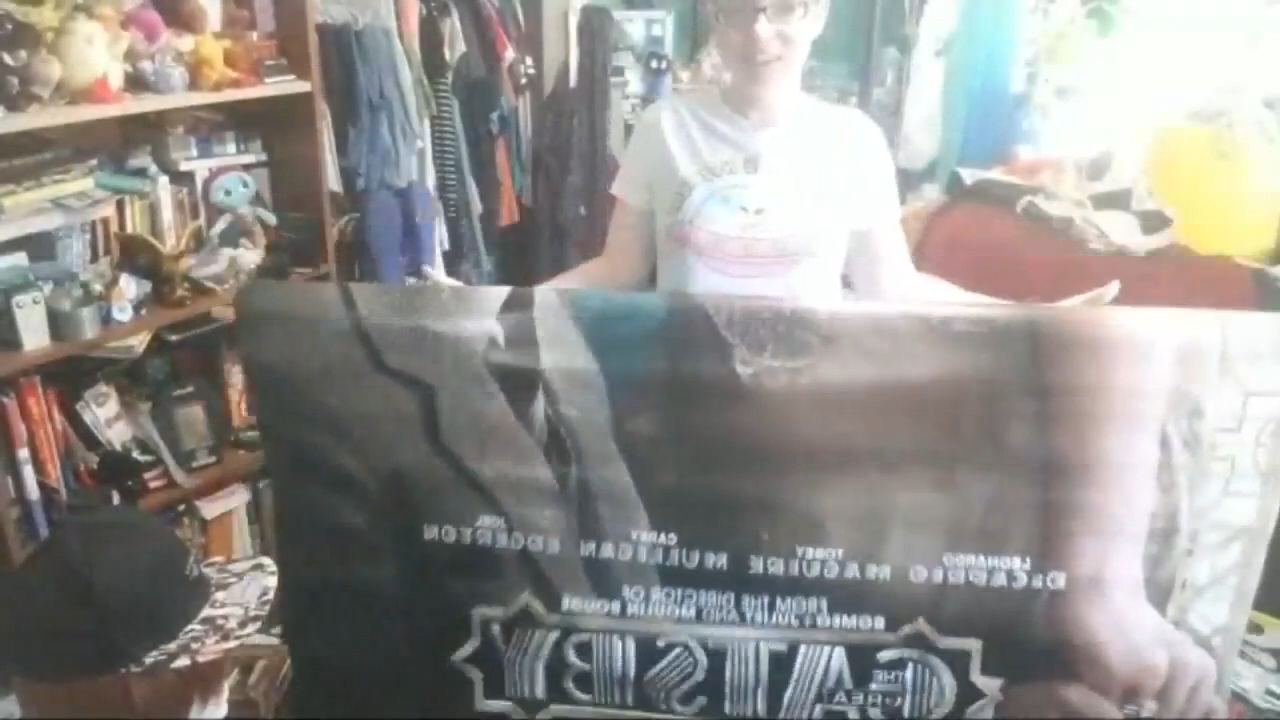 LEONARDO TOBEY CAREY JOEL
DiCAPRIO MAGUIRE MULLIGAN EDGERTON
FROM THE DIRECTOR OF
ROMEO + JULIET AND MOULIN ROUGE
THE GREAT
GATSBY